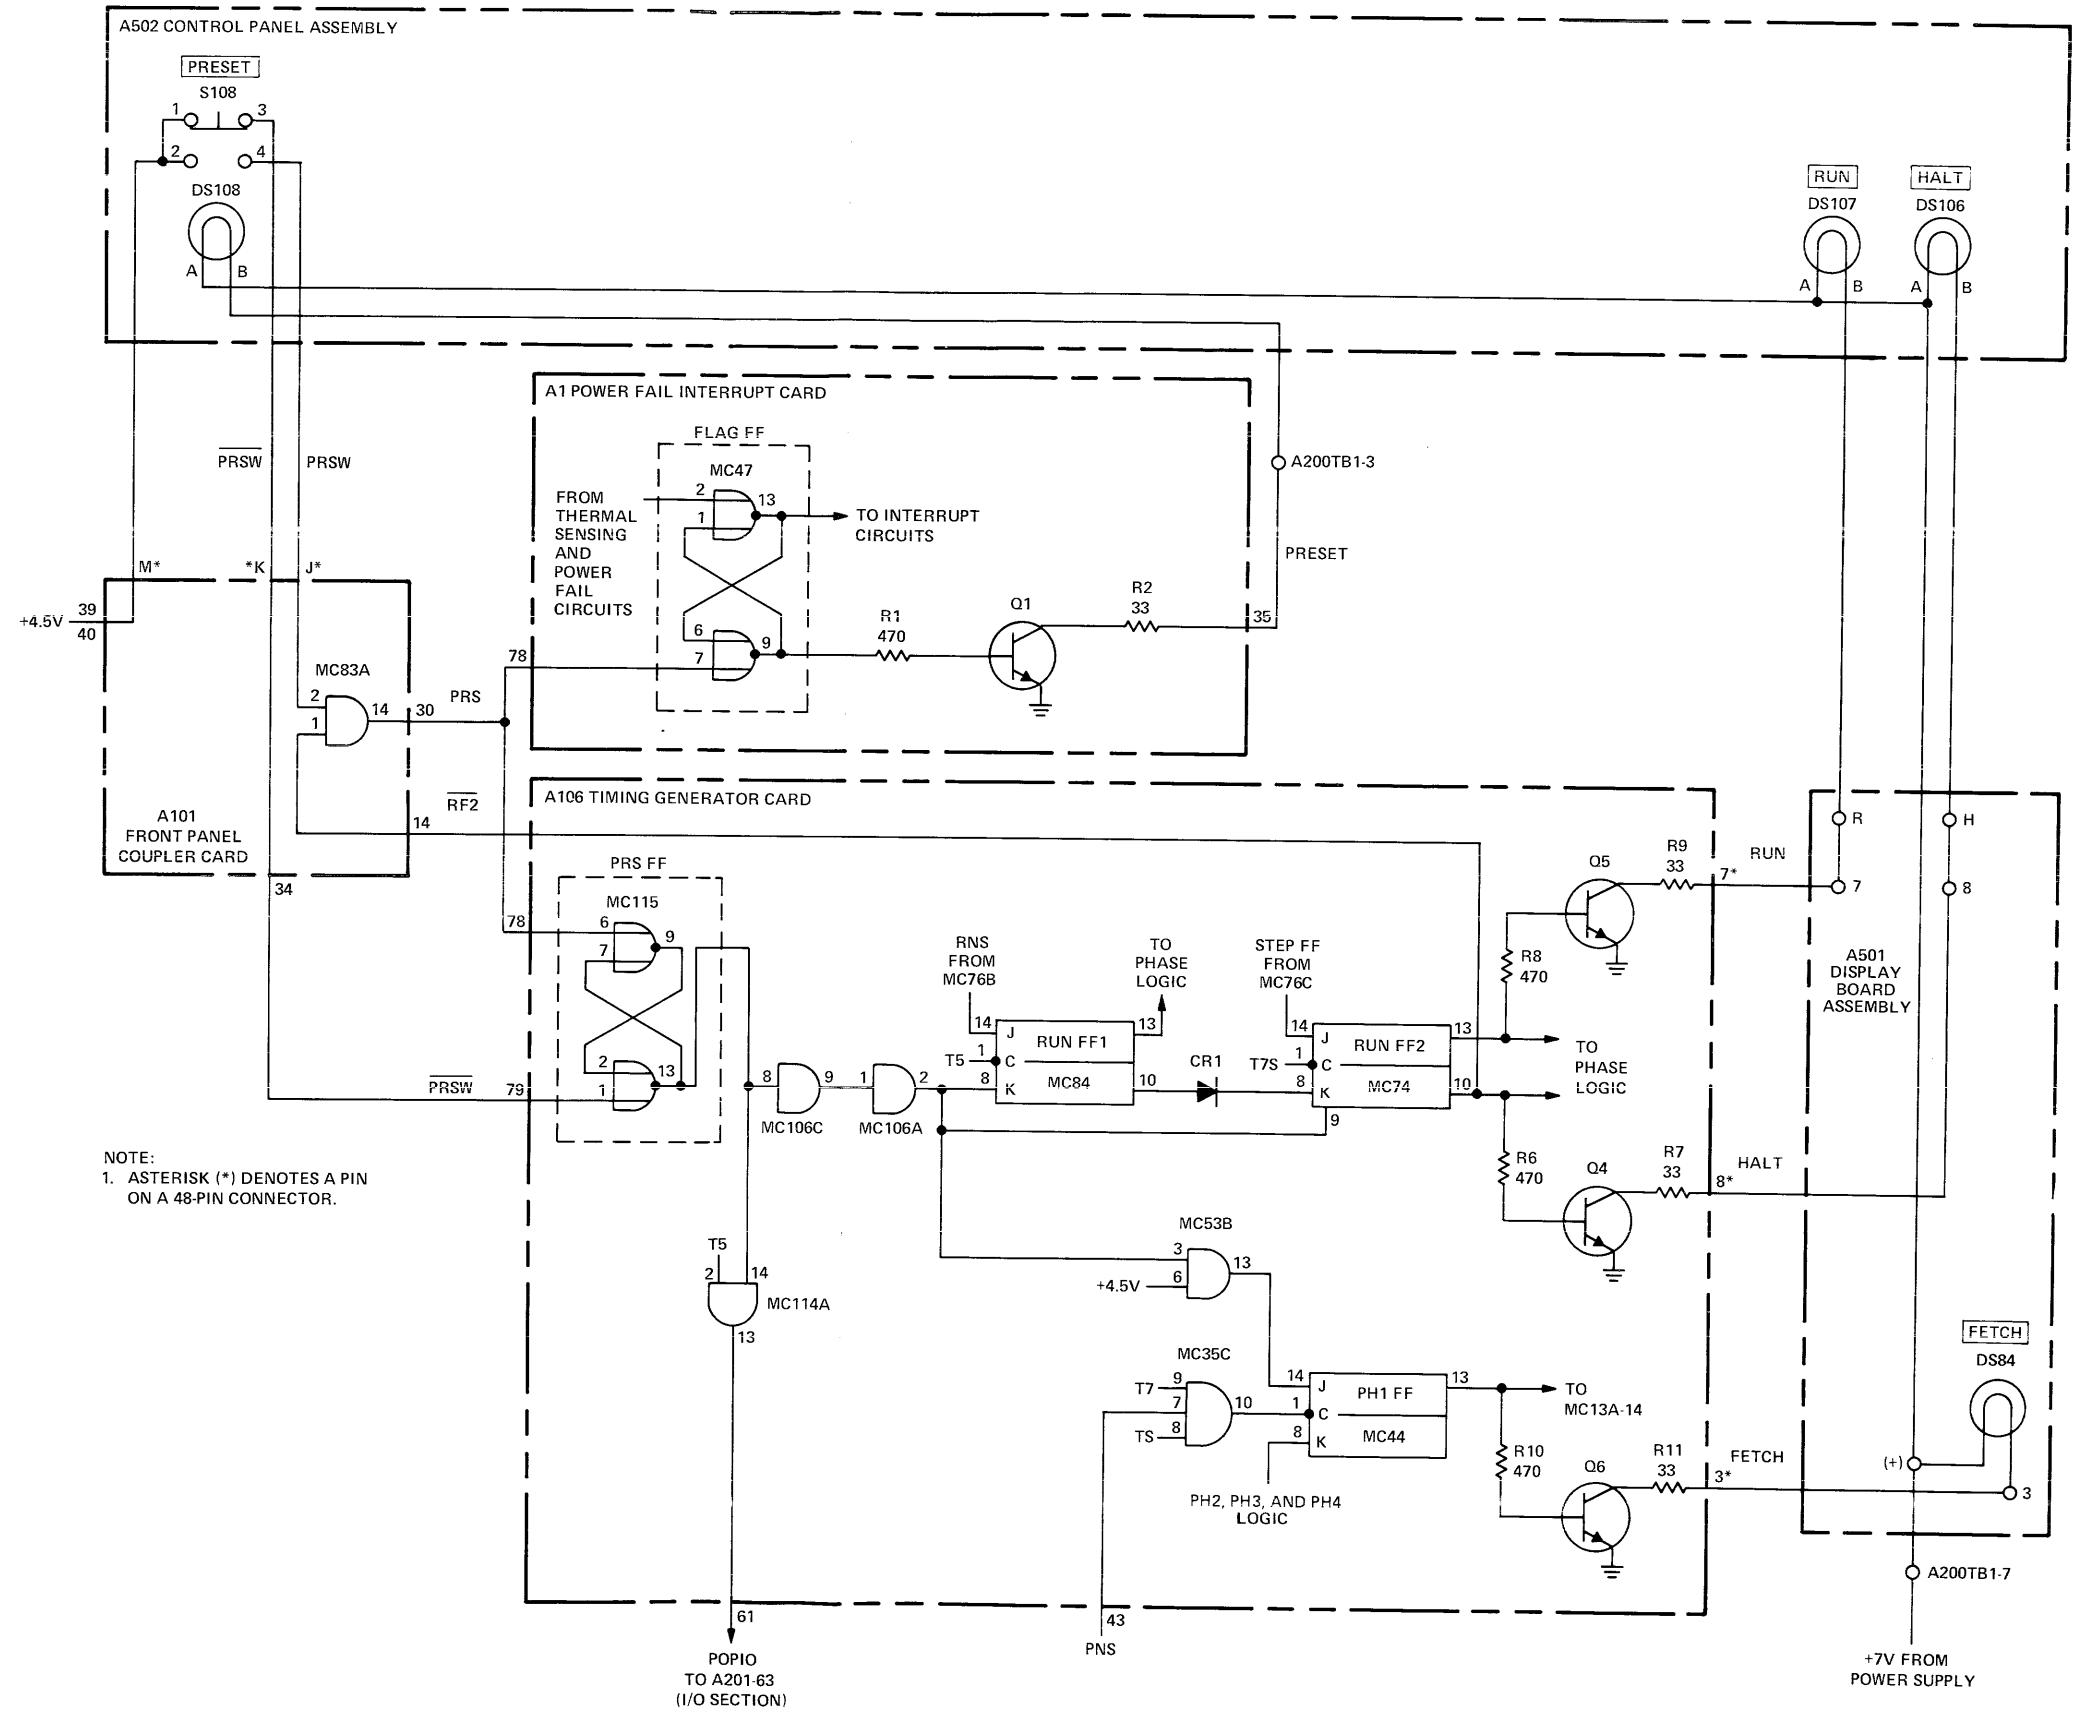 A502 CONTROL PANEL ASSEMBLY
PRESET
S108
1
3
2
4
DS108
A
B
RUN
DS107
A
B
HALT
DS106
A
B
PRSW
PRSW
M*
*K
J*
+4.5V
39
40
MC83A
2
1
14
30
PRS
RF2
14
A101
FRONT PANEL
COUPLER CARD
34
A1 POWER FAIL INTERRUPT CARD
FLAG FF
MC47
FROM
THERMAL
SENSING
AND
POWER
FAIL
CIRCUITS
2
1
13
TO INTERRUPT
CIRCUITS
6
7
9
78
R1
470
Q1
R2
33
35
A200TB1-3
PRESET
A106 TIMING GENERATOR CARD
PRS FF
MC115
78
6
7
9
2
1
13
PRSW
79
8
9
MC106C
1
2
MC106A
RNS
FROM
MC76B
14
J
T5
1
C
8
K
RUN FF1
MC84
13
10
TO
PHASE
LOGIC
CR1
STEP FF
FROM
MC76C
14
J
T7S
1
C
8
K
9
RUN FF2
MC74
13
10
TO
PHASE
LOGIC
R8
470
Q5
R9
33
7*
RUN
R6
470
Q4
R7
33
8*
HALT
R
H
7
8
A501
DISPLAY
BOARD
ASSEMBLY
NOTE:
1. ASTERISK (*) DENOTES A PIN
ON A 48-PIN CONNECTOR.
T5
2
14
MC114A
13
MC53B
3
+4.5V
6
13
MC35C
T7
9
7
TS
8
10
14
J
1
C
8
K
PH1 FF
MC44
13
TO
MC13A-14
PH2, PH3, AND PH4
LOGIC
R10
470
Q6
R11
33
3*
FETCH
FETCH
DS84
(+)
3
A200TB1-7
+7V FROM
POWER SUPPLY
61
POPIO
TO A201-63
(I/O SECTION)
43
PNS